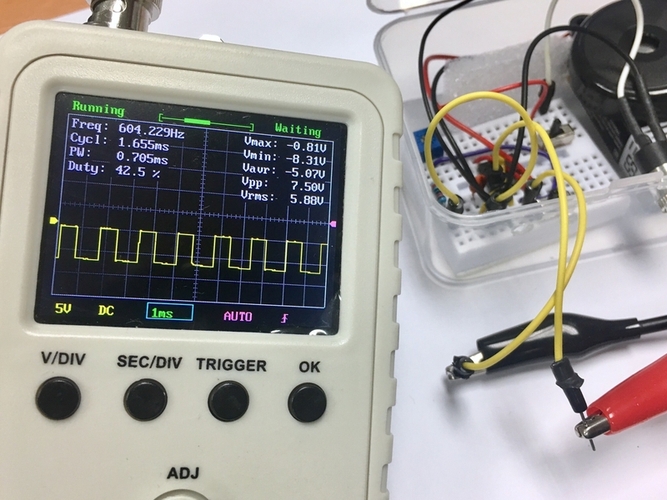 Running
Waiting
Freq: 604.229Hz
Cycl: 1.655ms
PW: 0.705ms
Duty: 42.5 %
Vmax: -0.81V
Vmin: -8.31V
Vavr: -5.07V
Vpp: 7.50V
Vrms: 5.88V
5V DC 1ms AUTO
V/DIV SEC/DIV TRIGGER OK
ADJ